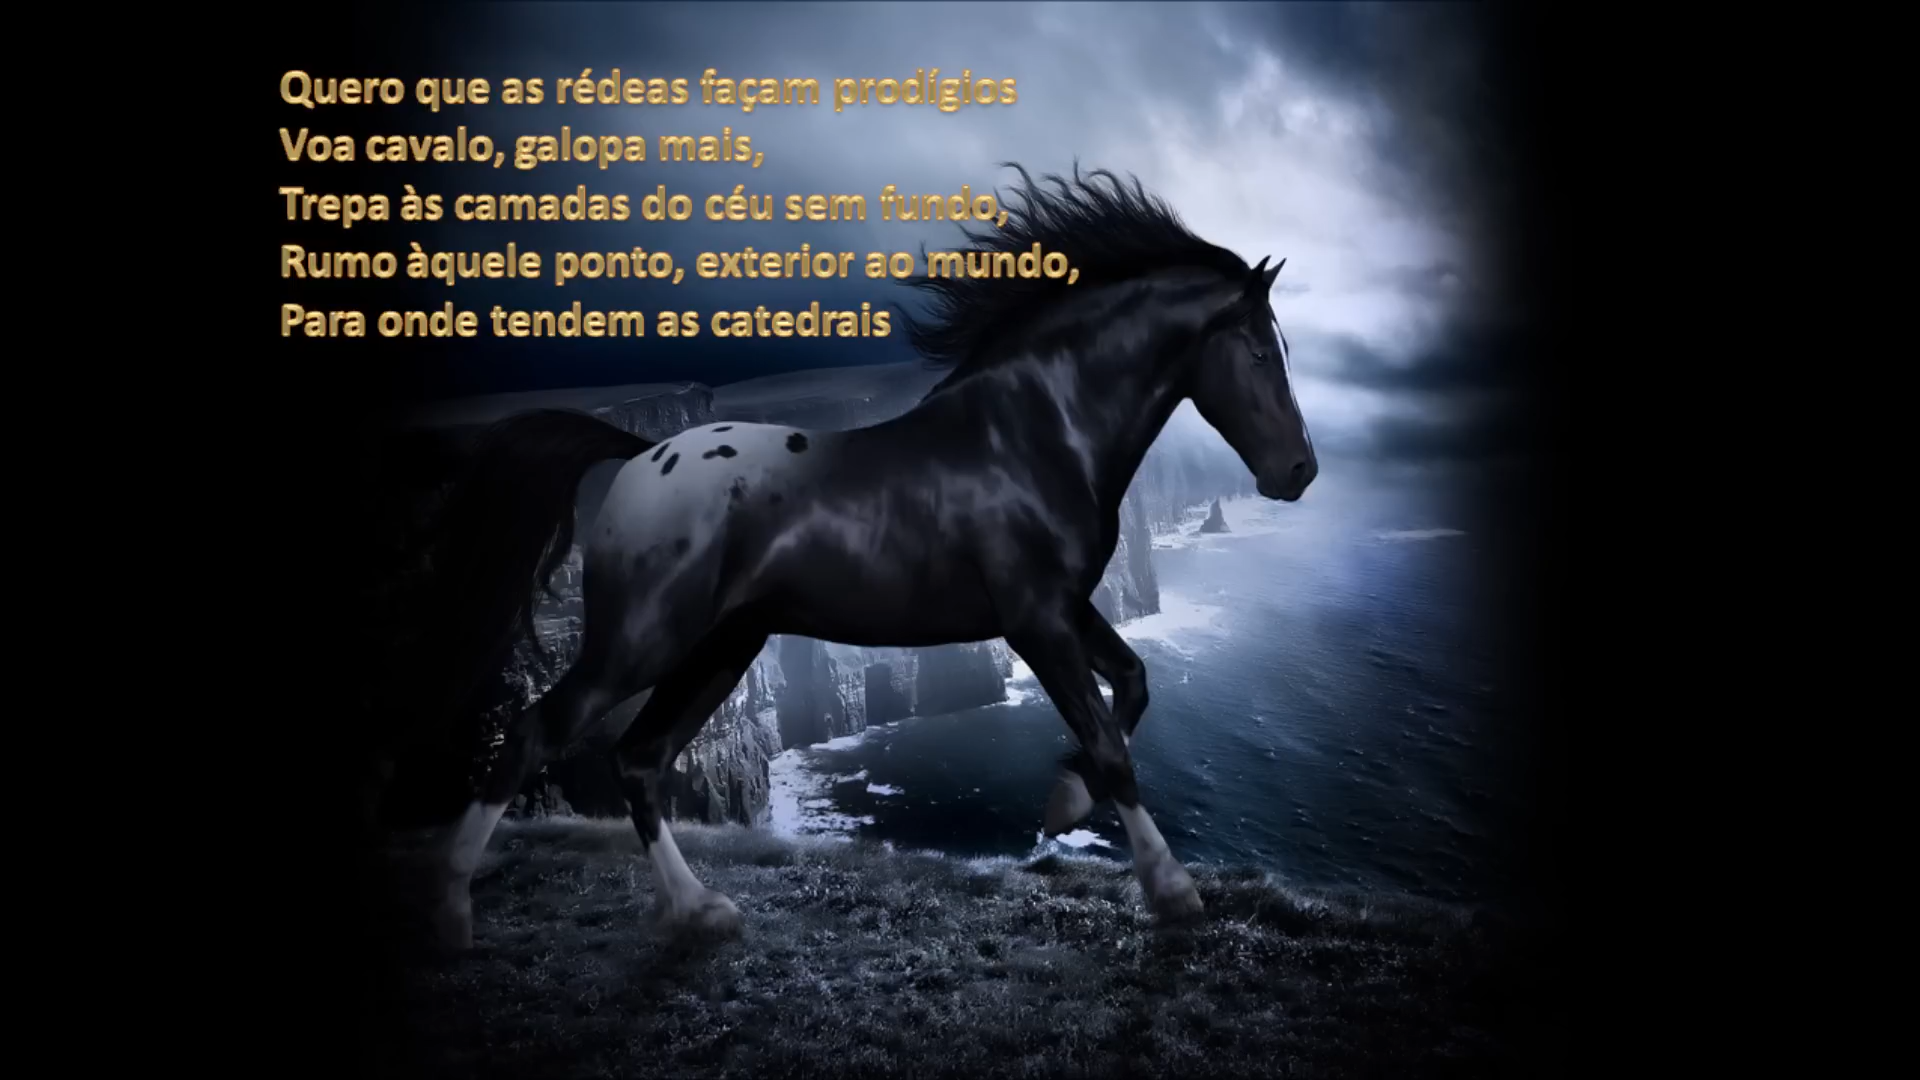 Quero que as rédeas façam prodígios
Voa cavalo, galopa mais,
Trepa às camadas do céu sem fundo,
Rumo àquele ponto, exterior ao mundo,
Para onde tendem as catedrais